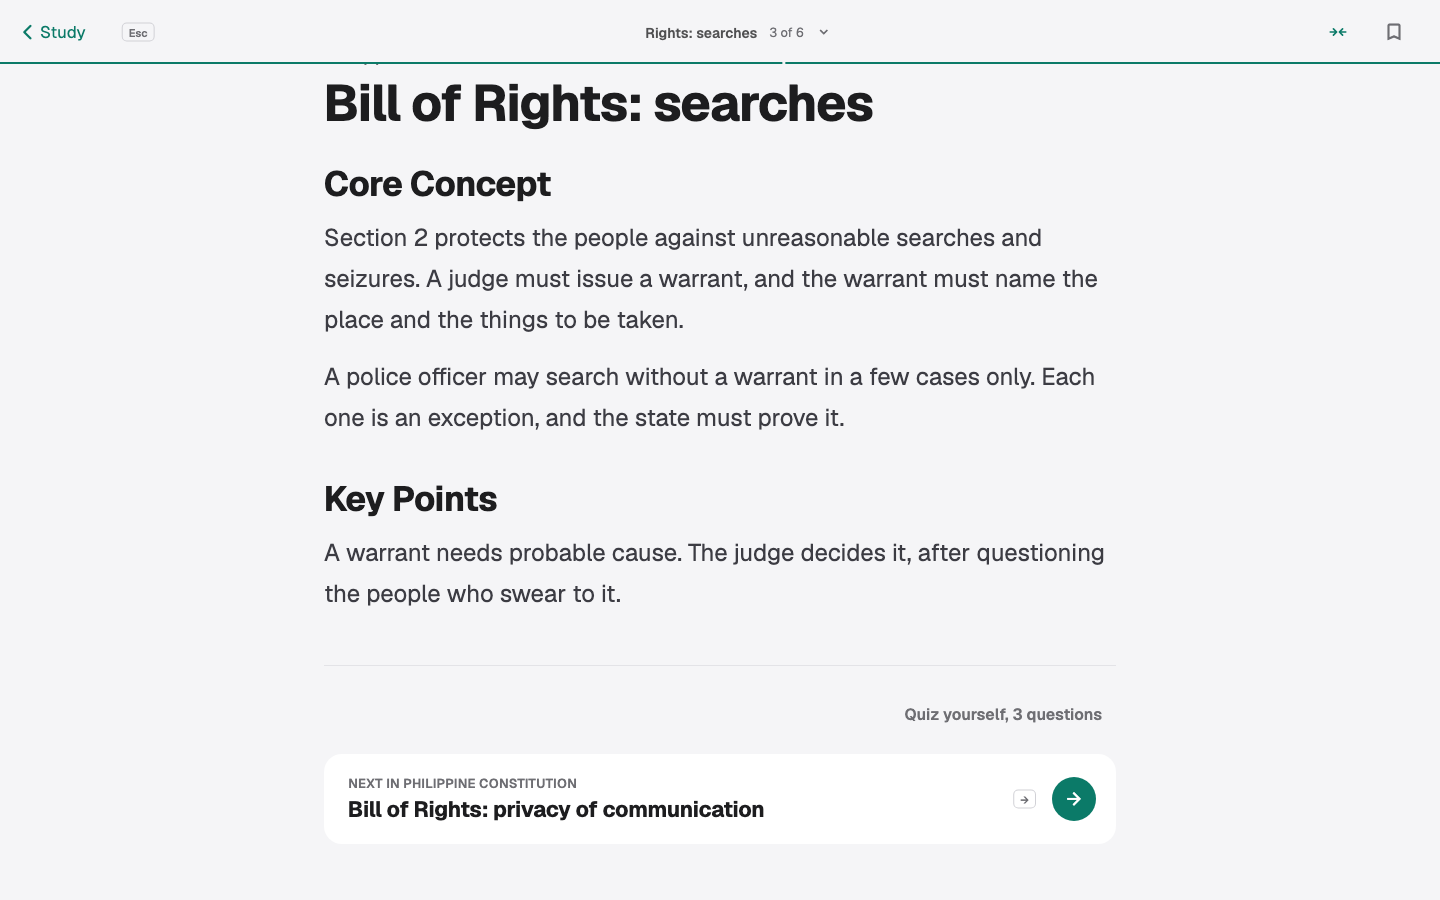 Study
Esc
Rights: searches 3 of 6
Bill of Rights: searches
Core Concept
Section 2 protects the people against unreasonable searches and
seizures. A judge must issue a warrant, and the warrant must name the
place and the things to be taken.
A police officer may search without a warrant in a few cases only. Each
one is an exception, and the state must prove it.
Key Points
A warrant needs probable cause. The judge decides it, after questioning
the people who swear to it.
Quiz yourself, 3 questions
NEXT IN PHILIPPINE CONSTITUTION
Bill of Rights: privacy of communication